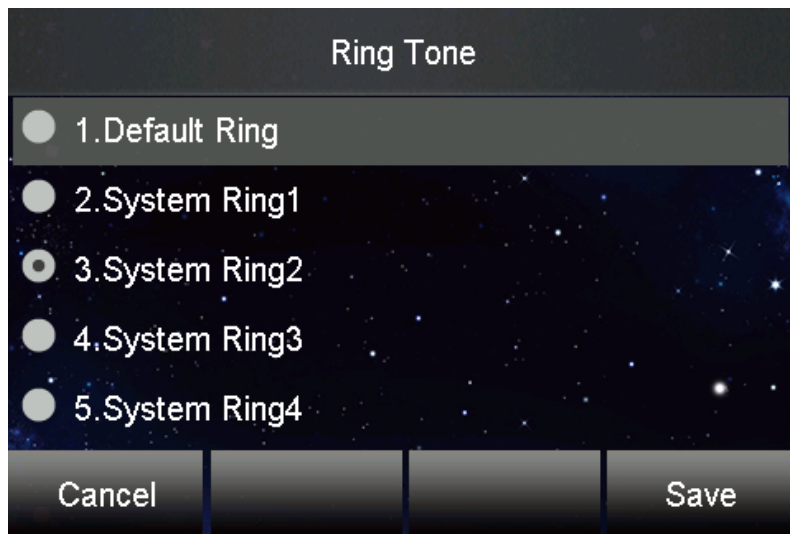 Ring Tone
1.Default Ring
2.System Ring1
3.System Ring2
4.System Ring3
5.System Ring4
Cancel Save